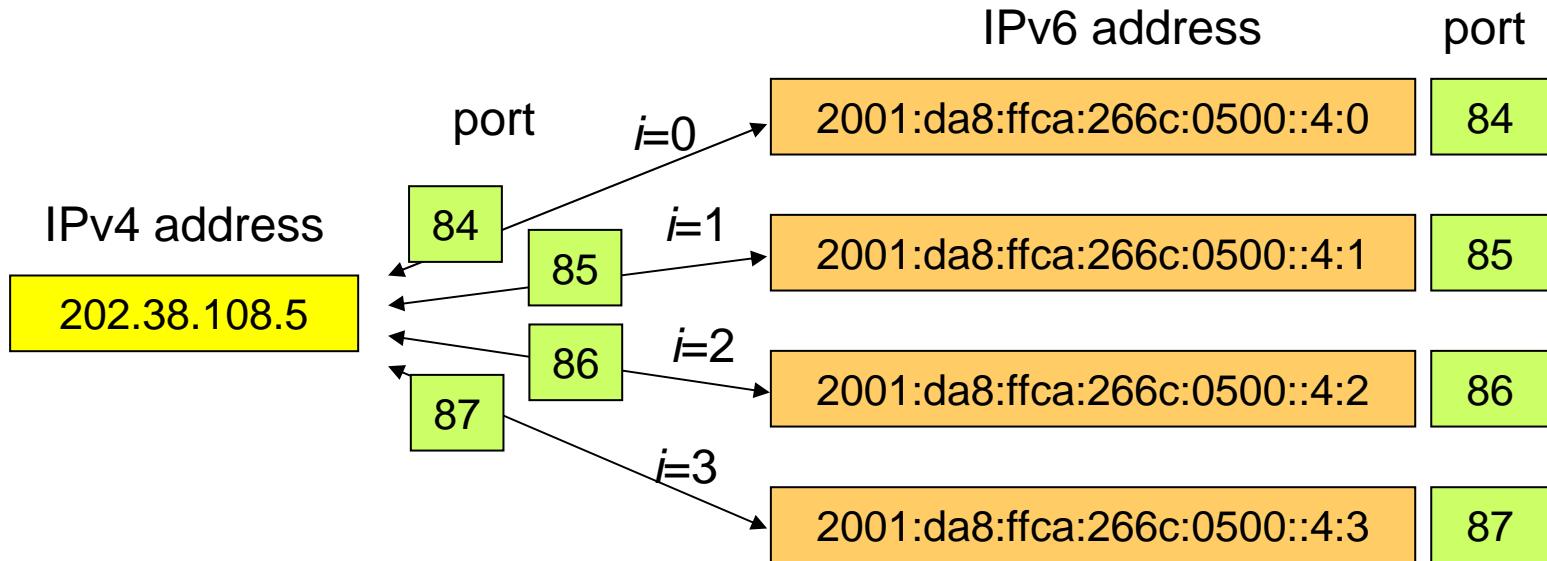 IPv6 address port
2001:da8:ffca:266c:0500::4:0 84
port
i=0
84
IPv4 address
i=1
85
2001:da8:ffca:266c:0500::4:1 85
202.38.108.5
86
i=2
2001:da8:ffca:266c:0500::4:2 86
87
i=3
2001:da8:ffca:266c:0500::4:3 87